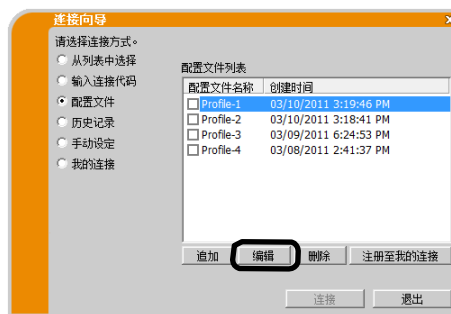 连接向导
请选择连接方式。
从列表中选择
输入连接代码
配置文件
历史记录
手动设定
我的连接
配置文件列表
配置文件名称 创建时间
Profile-1 03/10/2011 3:19:46 PM
Profile-2 03/10/2011 3:18:41 PM
Profile-3 03/09/2011 6:24:53 PM
Profile-4 03/08/2011 2:41:37 PM
追加 编辑 删除 注册至我的连接
连接 退出